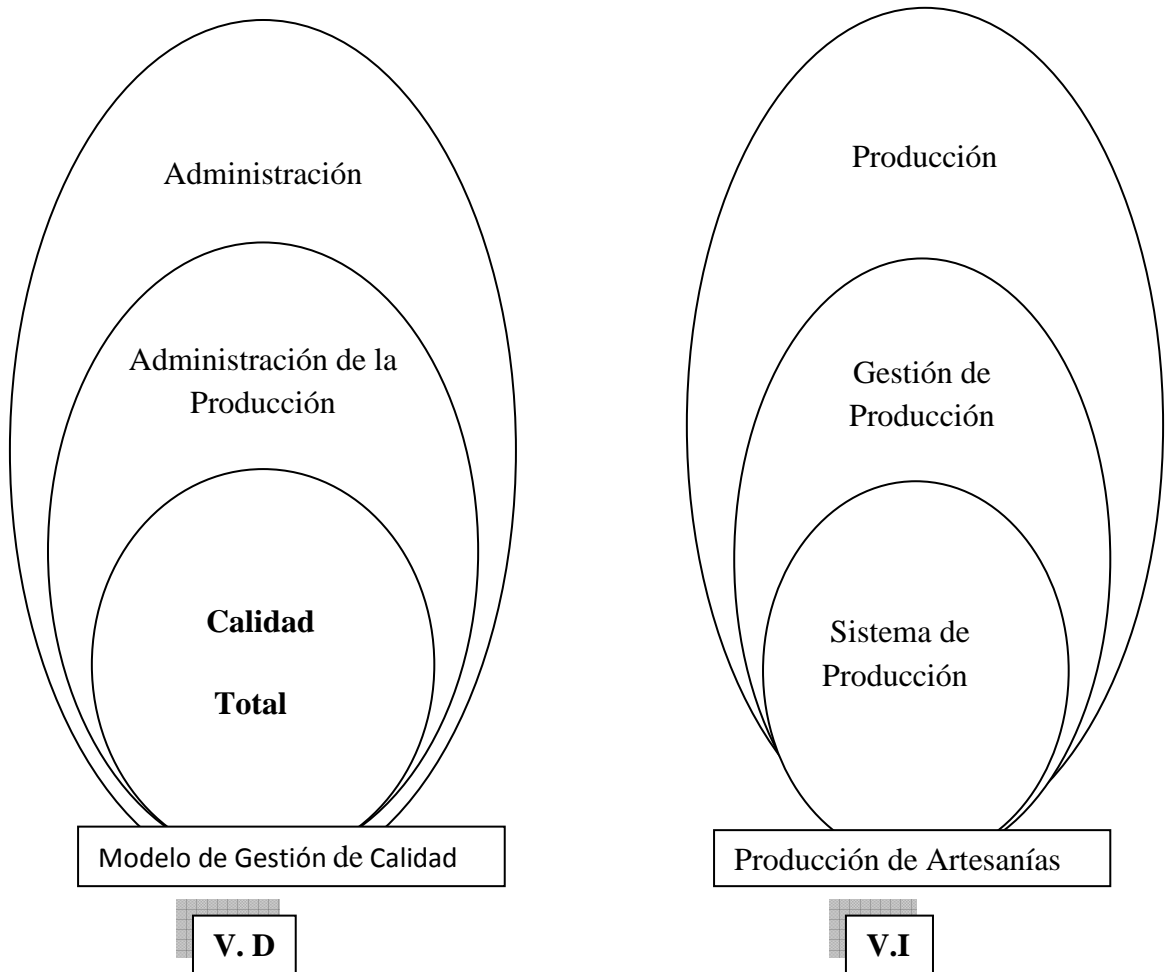 Administración
Administración de la
Producción
Calidad
Total
Modelo de Gestión de Calidad
V. D
Producción
Gestión de
Producción
Sistema de
Producción
Producción de Artesanías
V.I